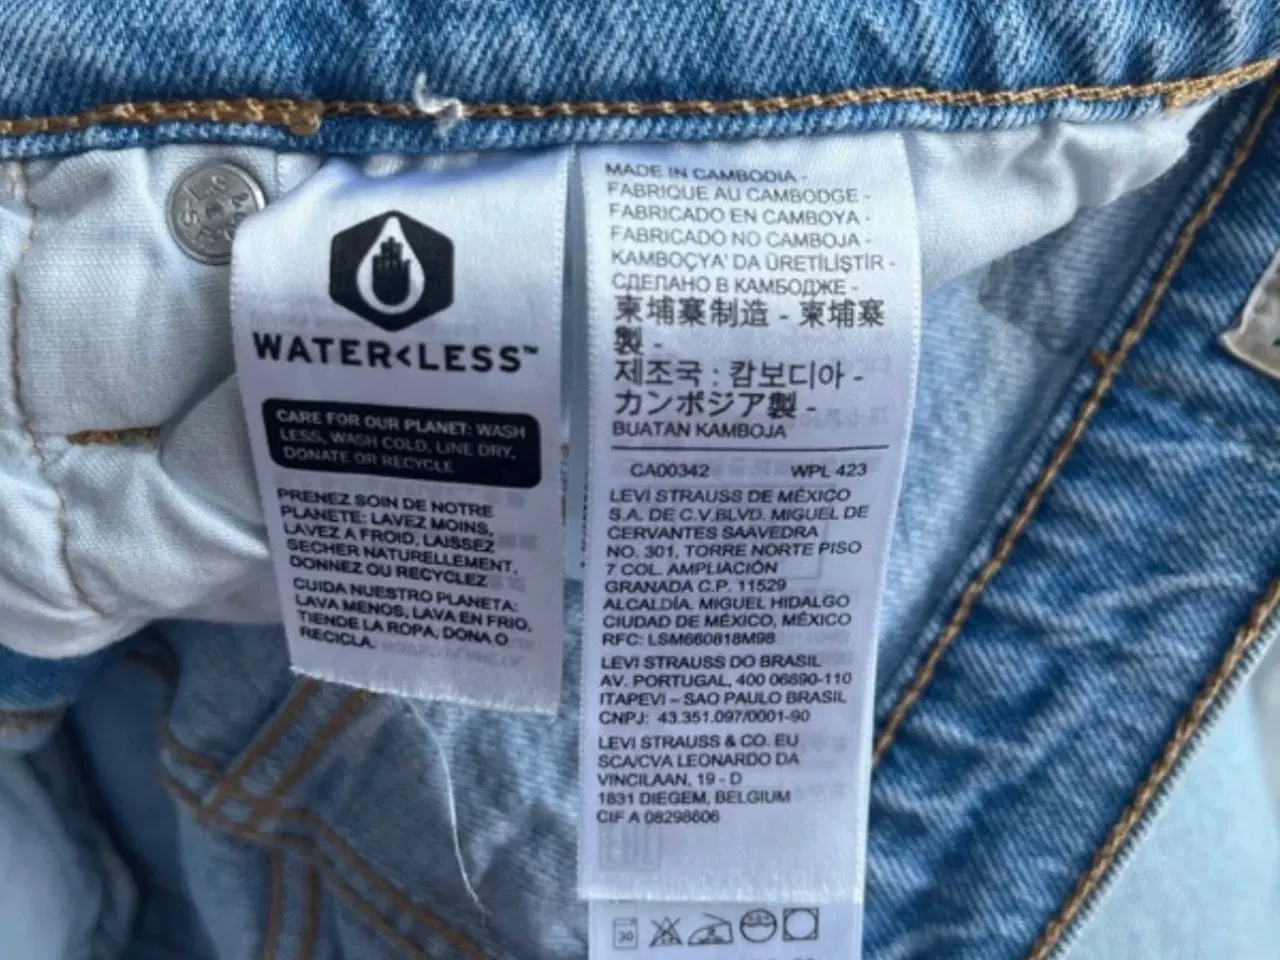 WATER<LESS™
CARE FOR OUR PLANET: WASH
LESS, WASH COLD, LINE DRY,
DONATE OR RECYCLE
PRENEZ SOIN DE NOTRE
PLANETE: LAVEZ MOINS,
LAVEZ A FROID, LAISSEZ
SECHER NATURELLEMENT,
DONNEZ OU RECYCLEZ
CUIDA NUESTRO PLANETA:
LAVA MENOS, LAVA EN FRIO,
TIENDE LA ROPA, DONA O
RECICLA.
MADE IN CAMBODIA -
FABRIQUE AU CAMBODGE -
FABRICADO EN CAMBOYA -
FABRICADO NO CAMBOJA -
KAMBOÇYA' DA ÜRETİLİŞTİR -
СДЕЛАНО В КАМБОДЖЕ -
柬埔寨制造 - 柬埔寨
製 -
제조국 : 캄보디아 -
カンボジア製 -
BUATAN KAMBOJA
CA00342 WPL 423
LEVI STRAUSS DE MÉXICO
S.A. DE C.V.BLVD. MIGUEL DE
CERVANTES SAAVEDRA
NO. 301, TORRE NORTE PISO
7 COL. AMPLIACIÓN
GRANADA C.P. 11529
ALCALDÍA. MIGUEL HIDALGO
CIUDAD DE MÉXICO, MÉXICO
RFC: LSM660818M98
LEVI STRAUSS DO BRASIL
AV. PORTUGAL, 400 06690-110
ITAPEVI – SAO PAULO BRASIL
CNPJ: 43.351.097/0001-90
LEVI STRAUSS & CO. EU
SCA/CVA LEONARDO DA
VINCILAAN, 19 - D
1831 DIEGEM, BELGIUM
CIF A 08298606
30